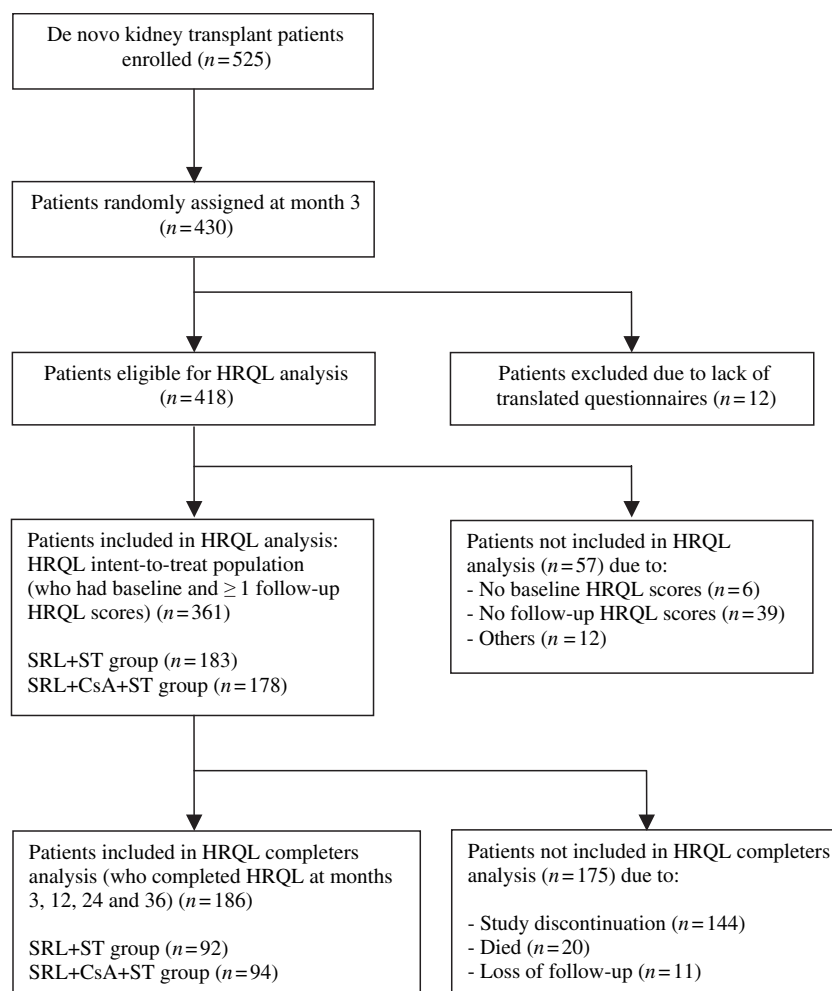 De novo kidney transplant patients
enrolled (n=525)
Patients randomly assigned at month 3
(n=430)
Patients eligible for HRQL analysis
(n=418)
Patients excluded due to lack of
translated questionnaires (n=12)
Patients included in HRQL analysis:
HRQL intent-to-treat population
(who had baseline and ≥1 follow-up
HRQL scores) (n=361)
SRL+ST group (n=183)
SRL+CsA+ST group (n=178)
Patients not included in HRQL
analysis (n=57) due to:
- No baseline HRQL scores (n=6)
- No follow-up HRQL scores (n=39)
- Others (n=12)
Patients included in HRQL completers
analysis (who completed HRQL at months
3, 12, 24 and 36) (n=186)
SRL+ST group (n=92)
SRL+CsA+ST group (n=94)
Patients not included in HRQL completers
analysis (n=175) due to:
- Study discontinuation (n=144)
- Died (n=20)
- Loss of follow-up (n=11)